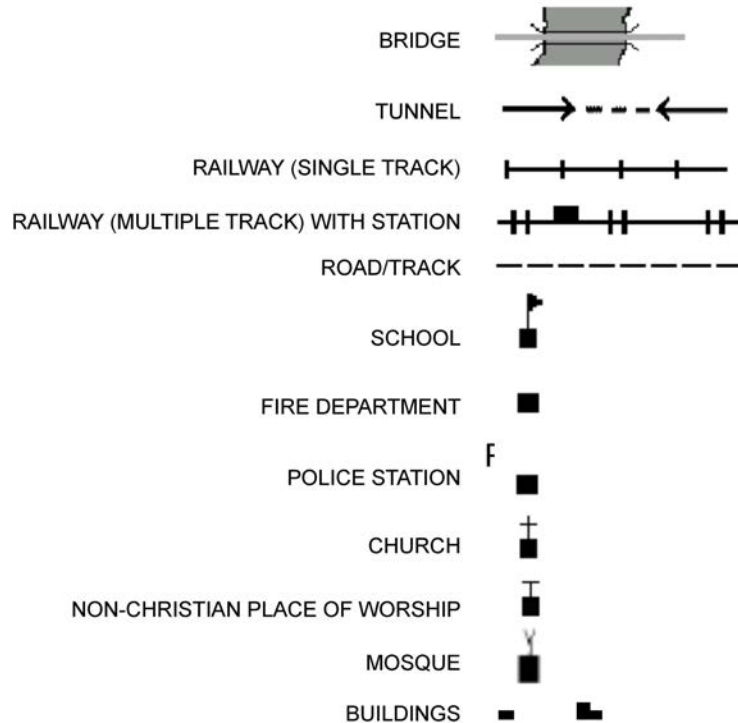 BRIDGE
TUNNEL
RAILWAY (SINGLE TRACK)
RAILWAY (MULTIPLE TRACK) WITH STATION
ROAD/TRACK
SCHOOL
FIRE DEPARTMENT
POLICE STATION
CHURCH
NON-CHRISTIAN PLACE OF WORSHIP
MOSQUE
BUILDINGS